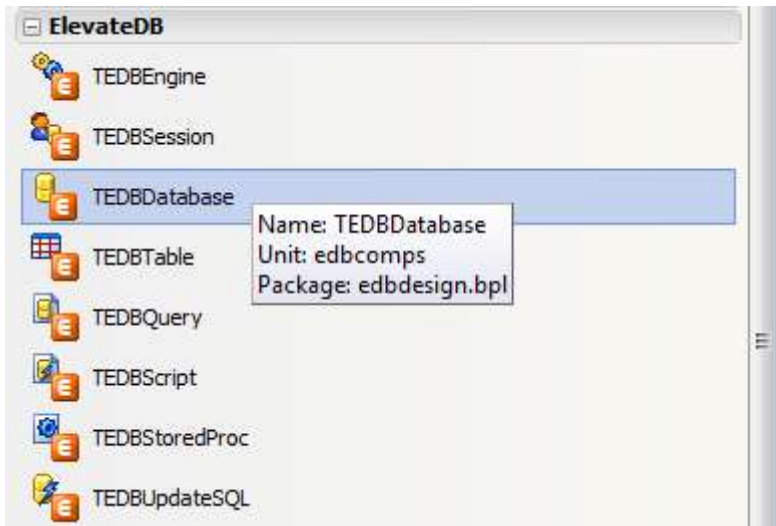 ElevateDB
TEDBEngine
TEDBSession
TEDBDatabase
Name: TEDBDatabase
Unit: edbcomps
Package: edbdesign.bpl
TEDBTable
TEDBQuery
TEDBScript
TEDBStoredProc
TEDBUpdateSQL